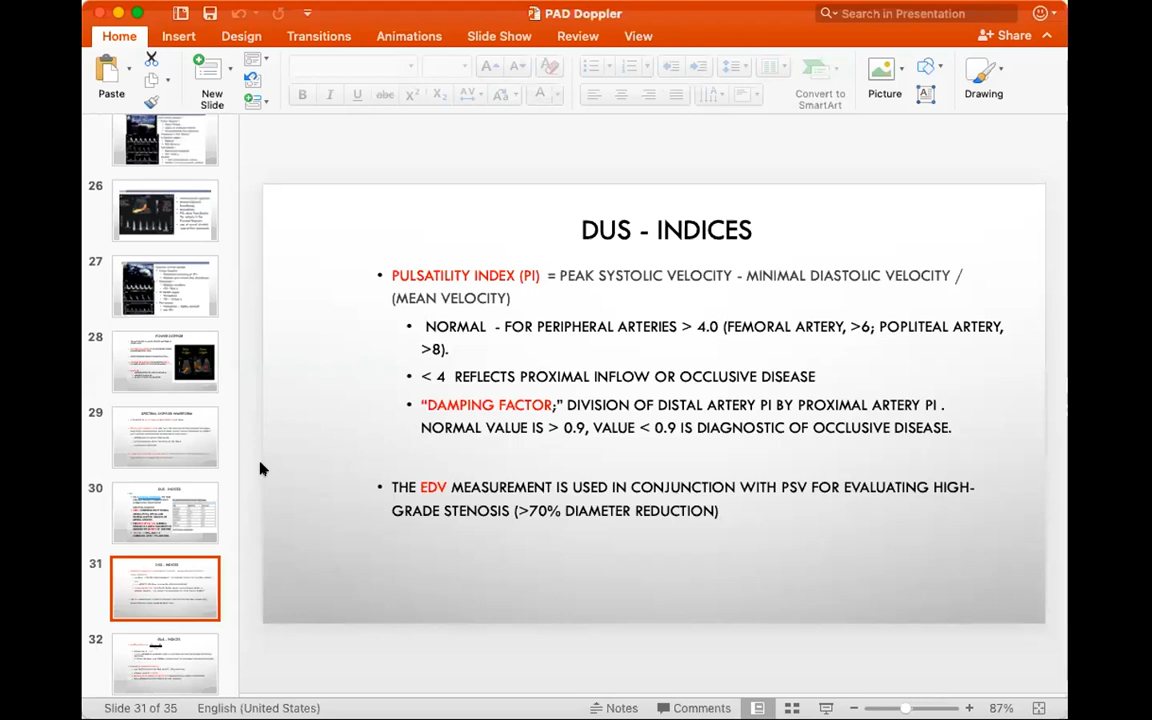 PAD Doppler
Search in Presentation
Home Insert Design Transitions Animations Slide Show Review View
Share
Paste
New
Slide
Convert to
SmartArt
Picture
Drawing
26
27
28
29
30
31
32
DUS - INDICES
• PULSATILITY INDEX (PI) = PEAK SYSTOLIC VELOCITY - MINIMAL DIASTOLIC VELOCITY /
(MEAN VELOCITY)
• NORMAL - FOR PERIPHERAL ARTERIES > 4.0 (FEMORAL ARTERY, >6; POPLITEAL ARTERY,
>8).
• < 4 REFLECTS PROXIMAL INFLOW OR OCCLUSIVE DISEASE
• “DAMPING FACTOR;” DIVISION OF DISTAL ARTERY PI BY PROXIMAL ARTERY PI .
NORMAL VALUE IS > 0.9, VALUE < 0.9 IS DIAGNOSTIC OF OCCLUSIVE DISEASE.
• THE EDV MEASUREMENT IS USED IN CONJUNCTION WITH PSV FOR EVALUATING HIGH-
GRADE STENOSIS (>70% DIAMETER REDUCTION)
Slide 31 of 35 English (United States) Notes Comments 87%